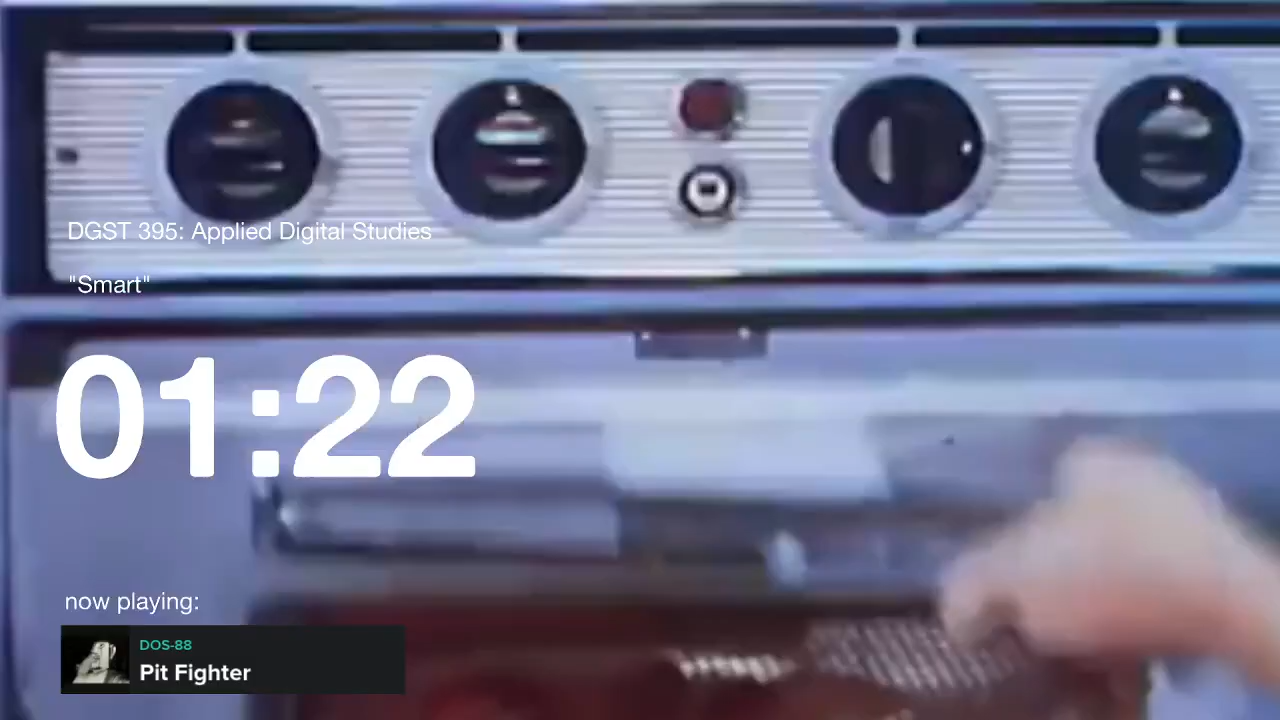 DGST 395: Applied Digital Studies
"Smart"
01:22
now playing:
DOS-88
Pit Fighter